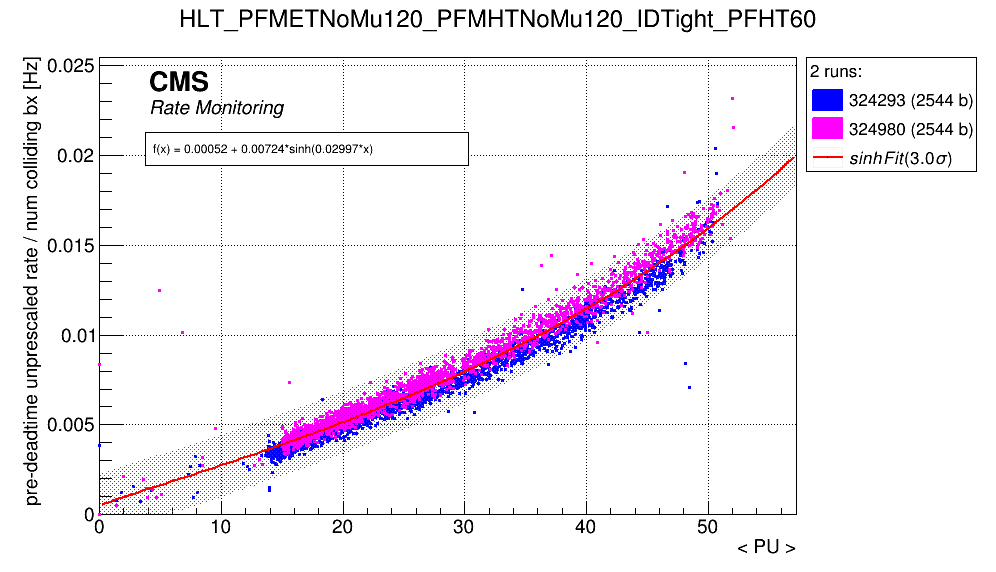 HLT_PFMETNoMu120_PFMHTNoMu120_IDTight_PFHT60
pre-deadtime unprescaled rate / num colliding bx [Hz]
0.025
0.02
0.015
0.01
0.005
0
CMS
Rate Monitoring
f(x) = 0.00052 + 0.00724*sinh(0.02997*x)
2 runs:
324293 (2544 b)
324980 (2544 b)
sinhFit(3.0σ)
0 10 20 30 40 50
< PU >